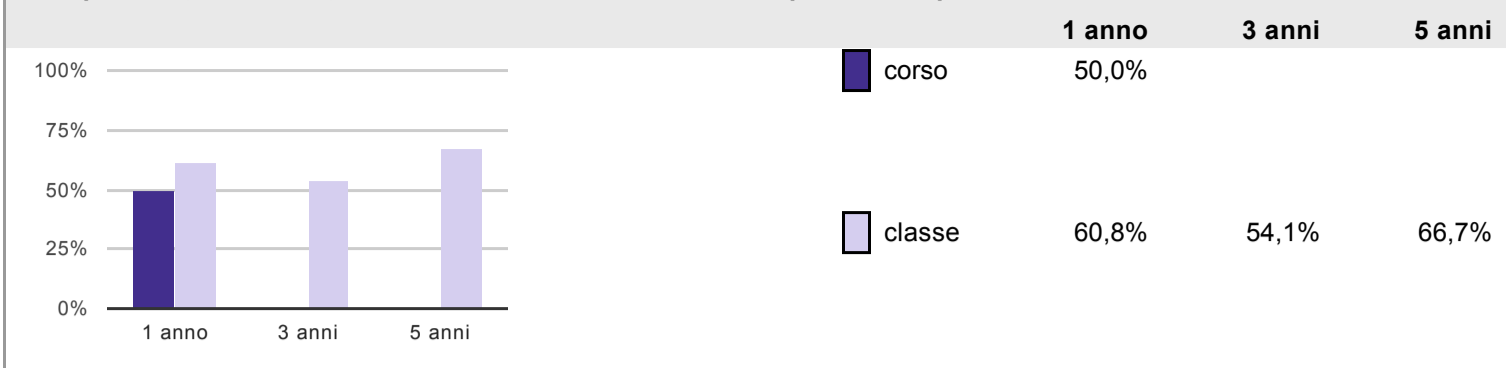 1 anno 3 anni 5 anni
100%
75%
50%
25%
0%
1 anno 3 anni 5 anni
corso 50,0%
classe 60,8% 54,1% 66,7%